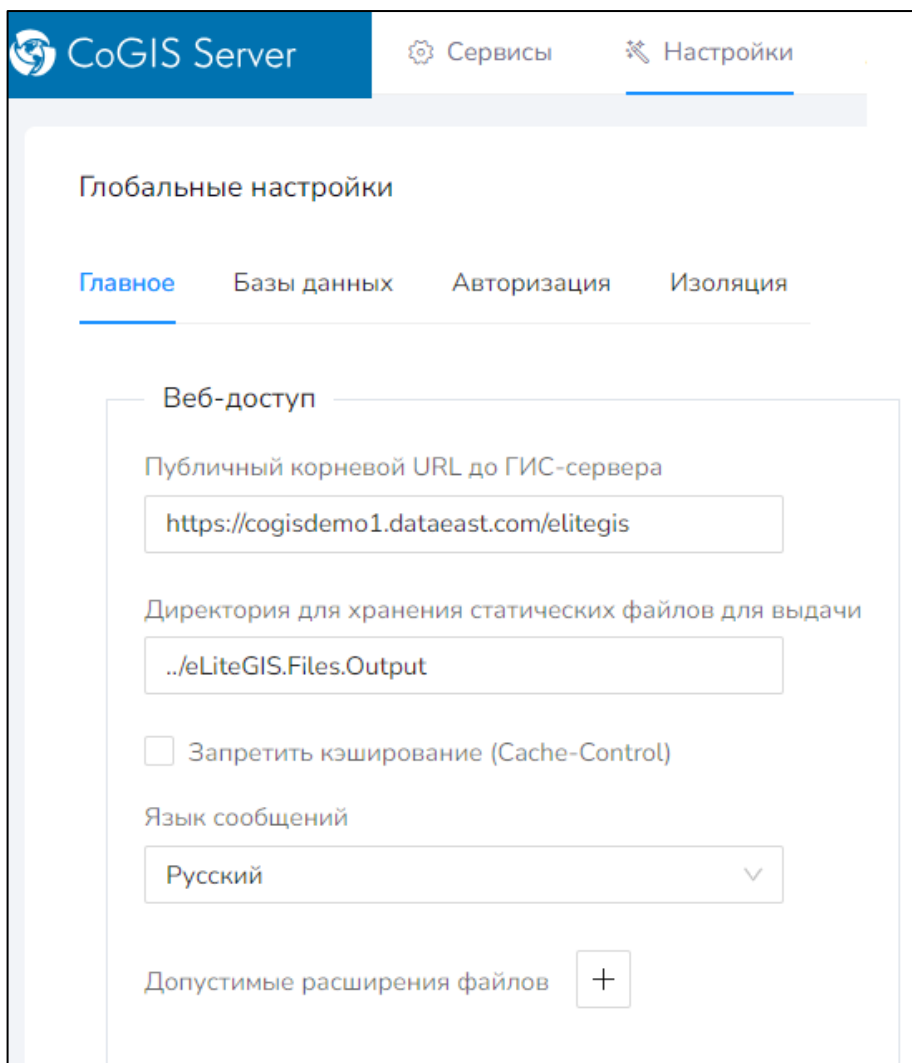 CoGIS Server Сервисы Настройки
Глобальные настройки
Главное Базы данных Авторизация Изоляция
Веб-доступ
Публичный корневой URL до ГИС-сервера
https://cogisdemo1.dataeast.com/elitegis
Директория для хранения статических файлов для выдачи
../eLiteGIS.Files.Output
Запретить кэширование (Cache-Control)
Язык сообщений
Русский
Допустимые расширения файлов +